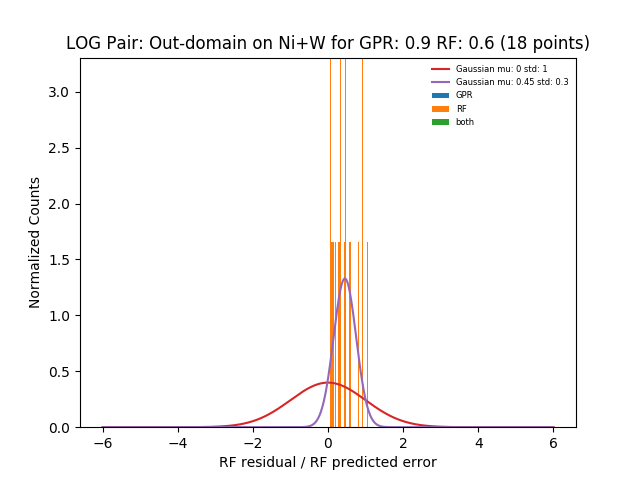 LOG Pair: Out-domain on Ni+W for GPR: 0.9 RF: 0.6 (18 points)
Gaussian mu: 0 std: 1
Gaussian mu: 0.45 std: 0.3
GPR
RF
both
Normalized Counts
3.0
2.5
2.0
1.5
1.0
0.5
0.0
−6 −4 −2 0 2 4 6
RF residual / RF predicted error